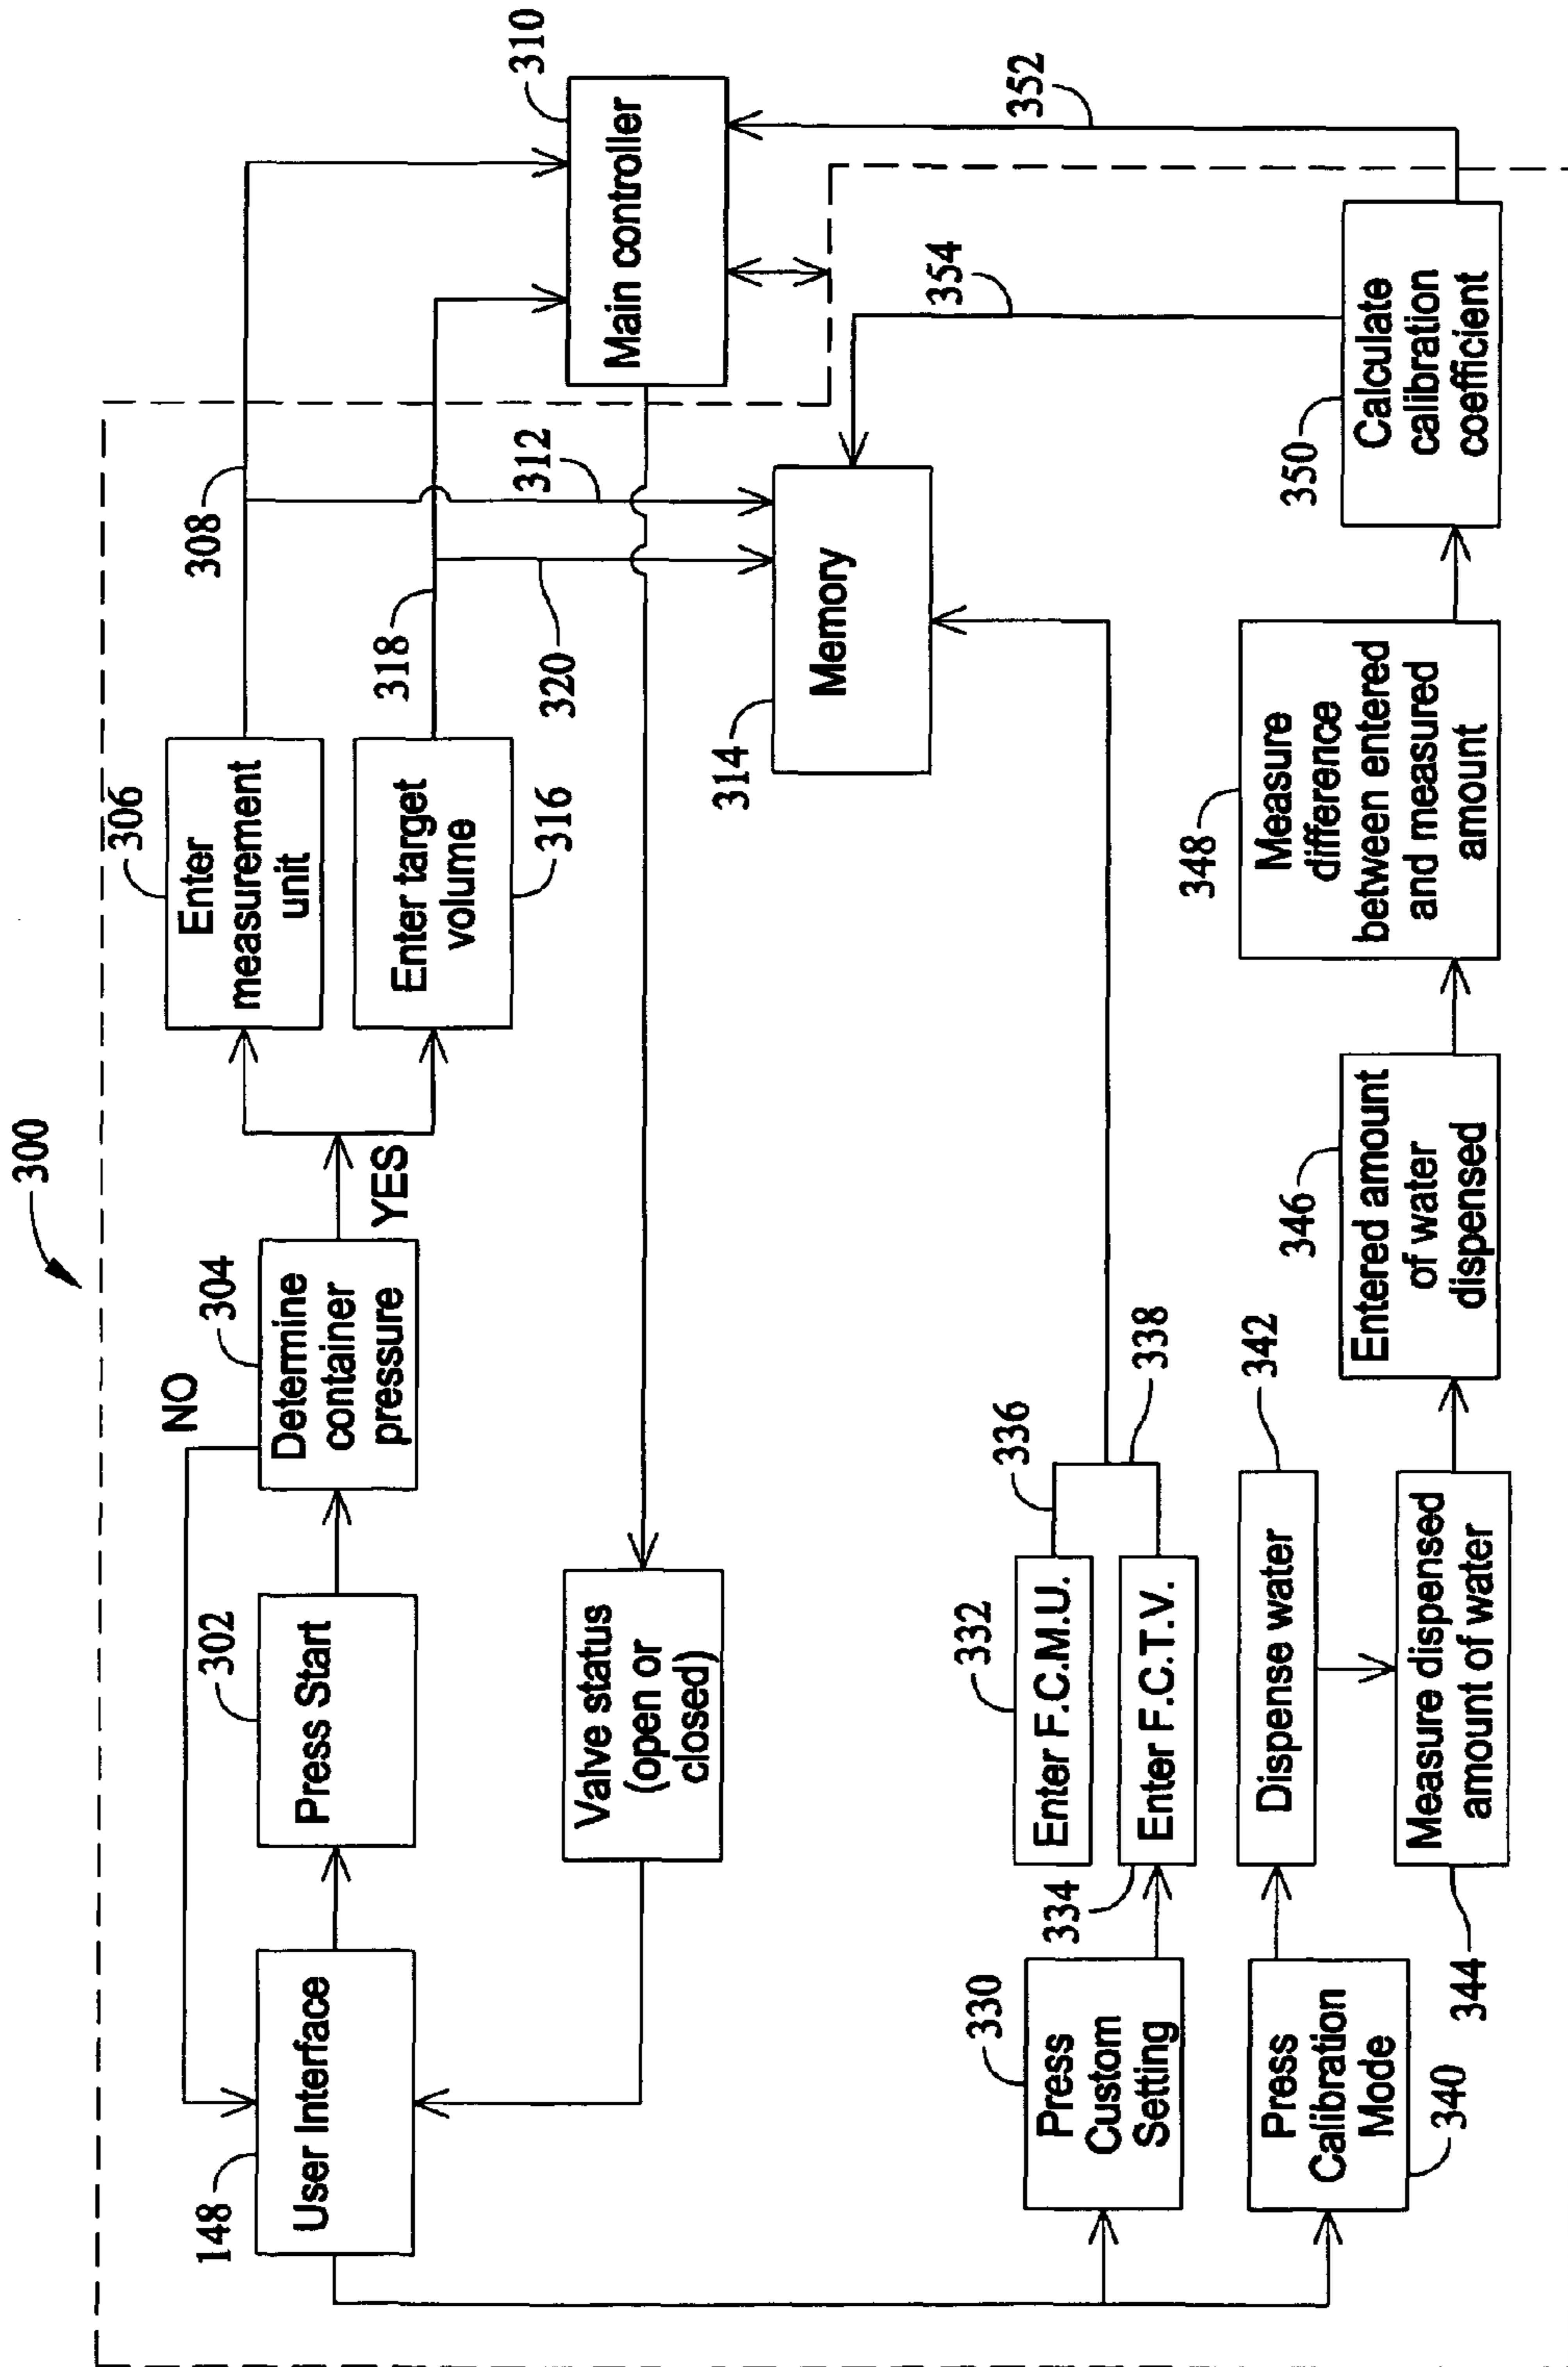 300
148
User Interface
302
Press Start
NO
304
Determine
container
pressure
YES
306
Enter
measurement
unit
308
Enter target
volume
316
318
312
320
310
Main controller
Valve status
(open or
closed)
314
Memory
352
354
330
Press
Custom
Setting
332
Enter F.C.M.U.
334
Enter F.C.T.V.
336
338
Press
Calibration
Mode
340
342
Dispense water
Measure dispensed
amount of water
344
346
Entered amount
of water
dispensed
348
Measure
difference
between entered
and measured
amount
350
Calculate
calibration
coefficient